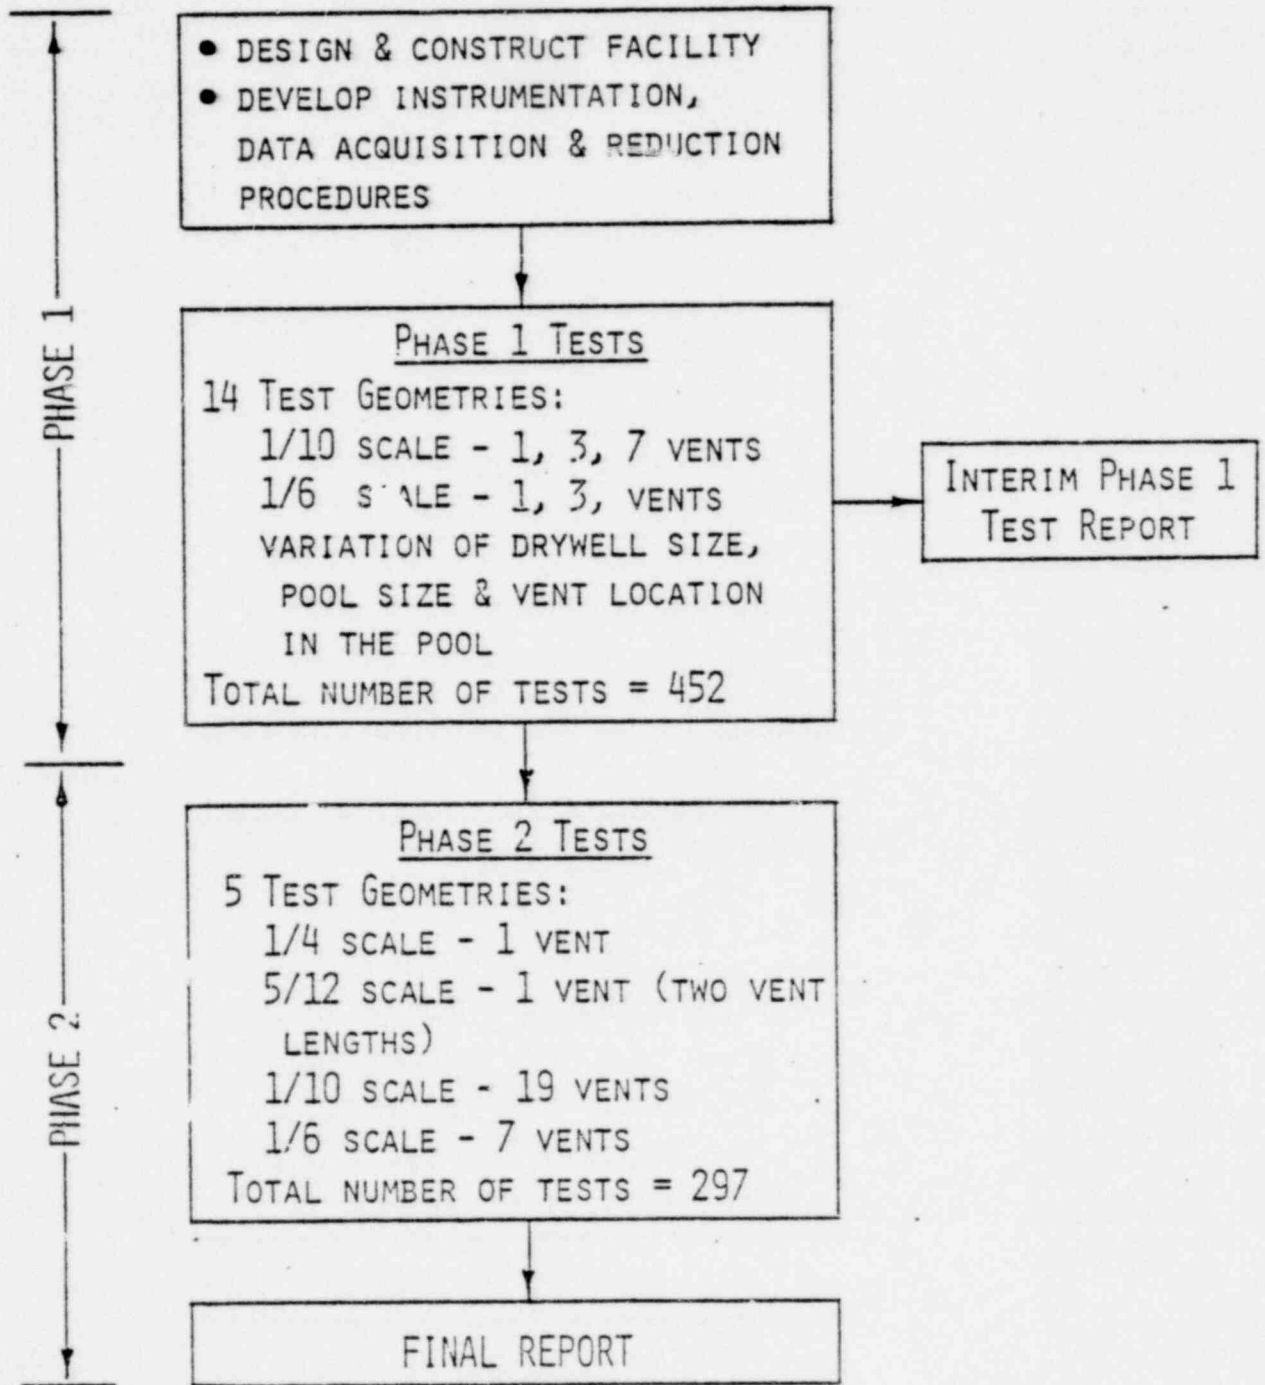 • DESIGN & CONSTRUCT FACILITY
• DEVELOP INSTRUMENTATION,
DATA ACQUISITION & REDUCTION
PROCEDURES
PHASE 1
PHASE 1 TESTS
14 TEST GEOMETRIES:
1/10 SCALE - 1, 3, 7 VENTS
1/6 SCALE - 1, 3, VENTS
VARIATION OF DRYWELL SIZE,
POOL SIZE & VENT LOCATION
IN THE POOL
TOTAL NUMBER OF TESTS = 452
INTERIM PHASE 1
TEST REPORT
PHASE 2
PHASE 2 TESTS
5 TEST GEOMETRIES:
1/4 SCALE - 1 VENT
5/12 SCALE - 1 VENT (TWO VENT
LENGTHS)
1/10 SCALE - 19 VENTS
1/6 SCALE - 7 VENTS
TOTAL NUMBER OF TESTS = 297
FINAL REPORT